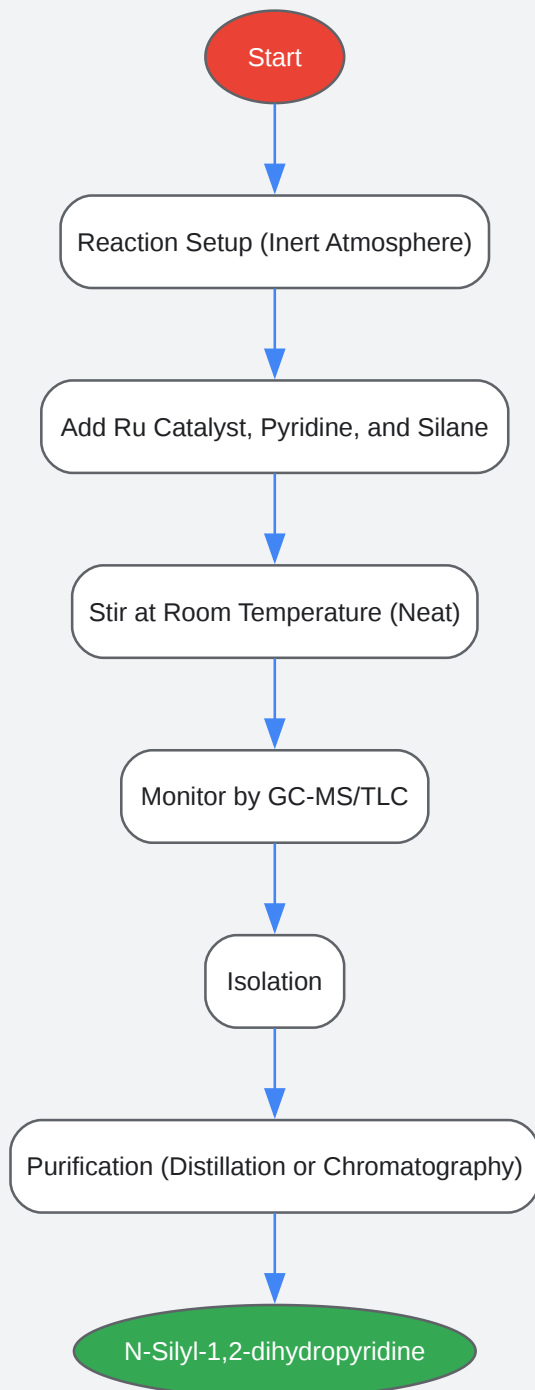 Start
Reaction Setup (Inert Atmosphere)
Add Ru Catalyst, Pyridine, and Silane
Stir at Room Temperature (Neat)
Monitor by GC-MS/TLC
Isolation
Purification (Distillation or Chromatography)
N-Silyl-1,2-dihydropyridine